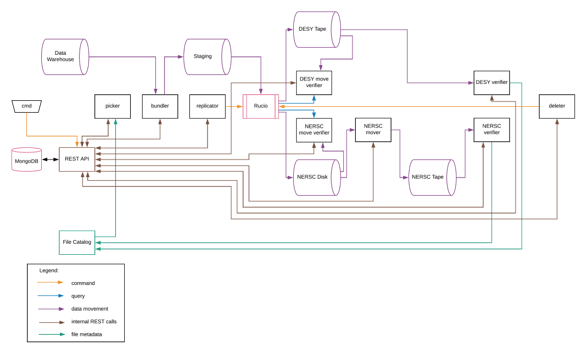 DESY Tape
Data
Warehouse
Staging
DESY move
verifier
DESY verifier
cmd
picker
bundler
replicator
Rucio
deleter
NERSC
move verifier
NERSC
mover
NERSC
verifier
MongoDB
REST API
NERSC Disk
NERSC Tape
File Catalog
Legend:
command
query
data movement
internal REST calls
file metadata